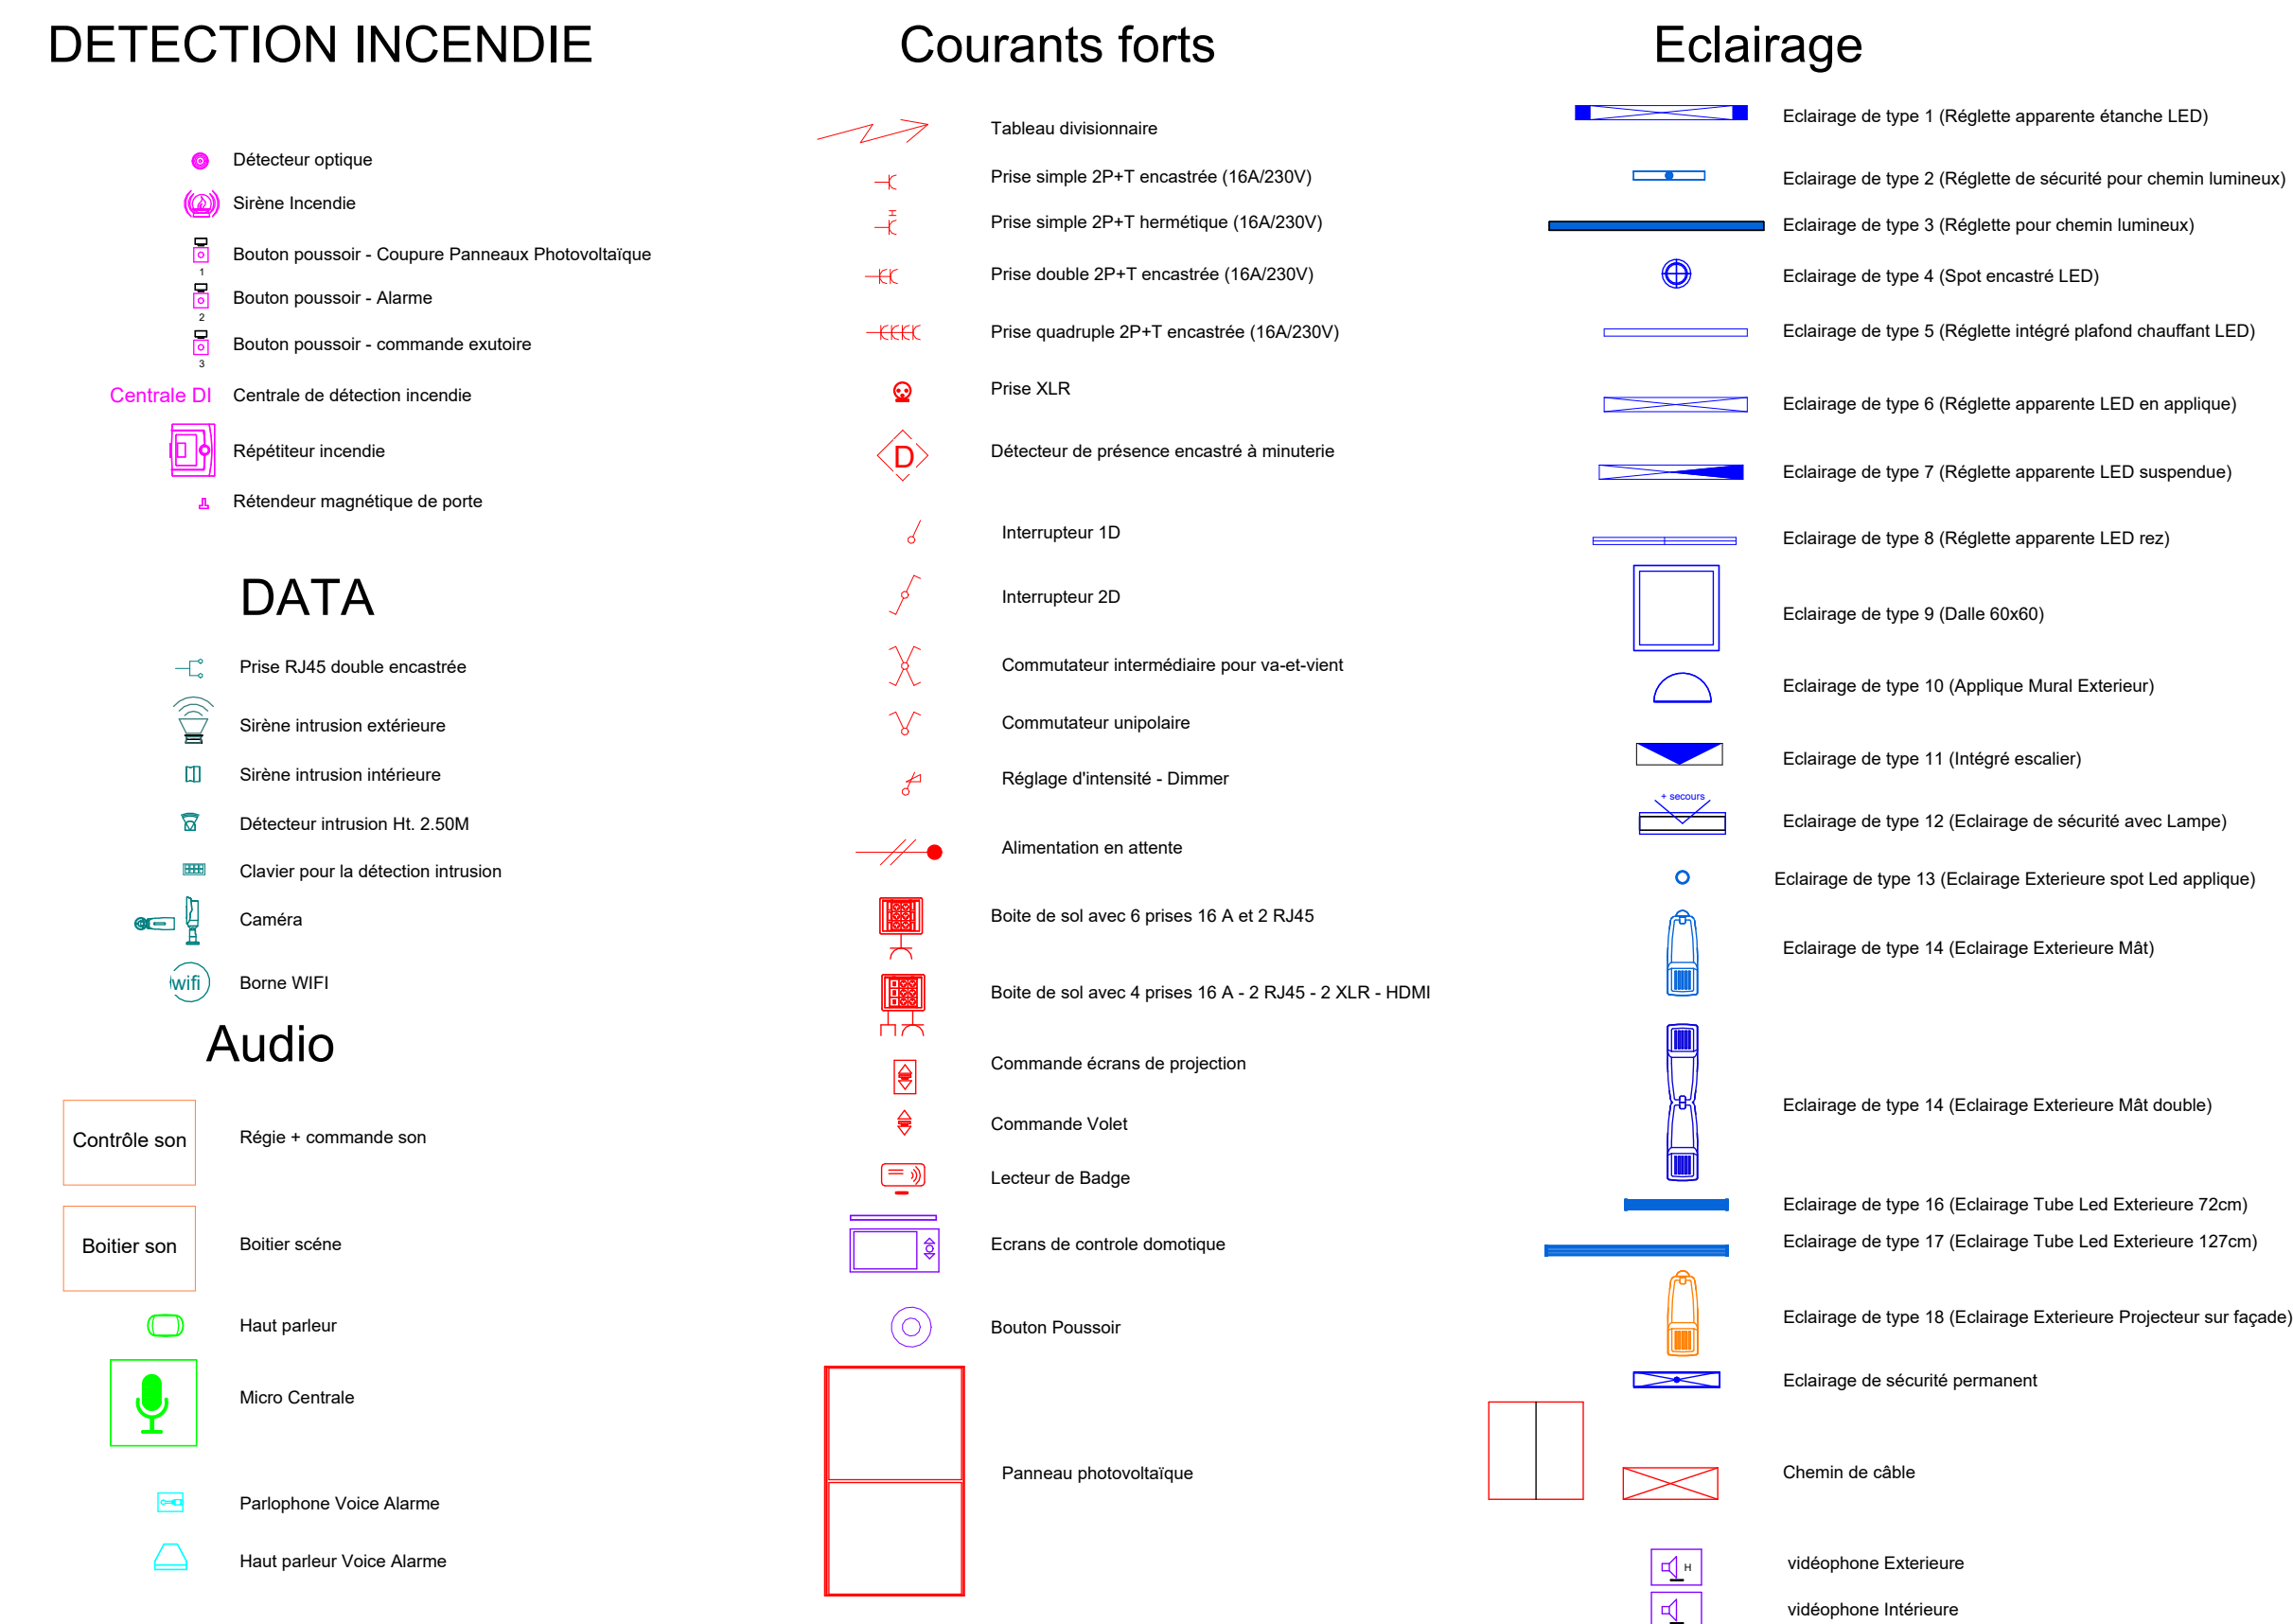 DETECTION INCENDIE
Détecteur optique
Sirène Incendie
Bouton poussoir - Coupure Panneaux Photovoltaïque
1
Bouton poussoir - Alarme
2
Bouton poussoir - commande exutoire
3
Centrale DI Centrale de détection incendie
Répétiteur incendie
Rétendeur magnétique de porte
DATA
Prise RJ45 double encastrée
Sirène intrusion extérieure
Sirène intrusion intérieure
Détecteur intrusion Ht. 2.50M
Clavier pour la détection intrusion
Caméra
wifi Borne WIFI
Audio
Contrôle son Régie + commande son
Boitier son Boitier scéne
Haut parleur
Micro Centrale
Parlophone Voice Alarme
Haut parleur Voice Alarme
Courants forts
Tableau divisionnaire
Prise simple 2P+T encastrée (16A/230V)
Prise simple 2P+T hermétique (16A/230V)
H
Prise double 2P+T encastrée (16A/230V)
Prise quadruple 2P+T encastrée (16A/230V)
Prise XLR
D Détecteur de présence encastré à minuterie
Interrupteur 1D
Interrupteur 2D
Commutateur intermédiaire pour va-et-vient
Commutateur unipolaire
Réglage d'intensité - Dimmer
Alimentation en attente
Boite de sol avec 6 prises 16 A et 2 RJ45
Boite de sol avec 4 prises 16 A - 2 RJ45 - 2 XLR - HDMI
Commande écrans de projection
Commande Volet
Lecteur de Badge
Ecrans de controle domotique
Bouton Poussoir
Panneau photovoltaïque
Eclairage
Eclairage de type 1 (Réglette apparente étanche LED)
Eclairage de type 2 (Réglette de sécurité pour chemin lumineux)
Eclairage de type 3 (Réglette pour chemin lumineux)
Eclairage de type 4 (Spot encastré LED)
Eclairage de type 5 (Réglette intégré plafond chauffant LED)
Eclairage de type 6 (Réglette apparente LED en applique)
Eclairage de type 7 (Réglette apparente LED suspendue)
Eclairage de type 8 (Réglette apparente LED rez)
Eclairage de type 9 (Dalle 60x60)
Eclairage de type 10 (Applique Mural Exterieur)
Eclairage de type 11 (Intégré escalier)
+ secours
Eclairage de type 12 (Eclairage de sécurité avec Lampe)
Eclairage de type 13 (Eclairage Exterieure spot Led applique)
Eclairage de type 14 (Eclairage Exterieure Mât)
Eclairage de type 14 (Eclairage Exterieure Mât double)
Eclairage de type 16 (Eclairage Tube Led Exterieure 72cm)
Eclairage de type 17 (Eclairage Tube Led Exterieure 127cm)
Eclairage de type 18 (Eclairage Exterieure Projecteur sur façade)
Eclairage de sécurité permanent
Chemin de câble
H vidéophone Exterieure
vidéophone Intérieure